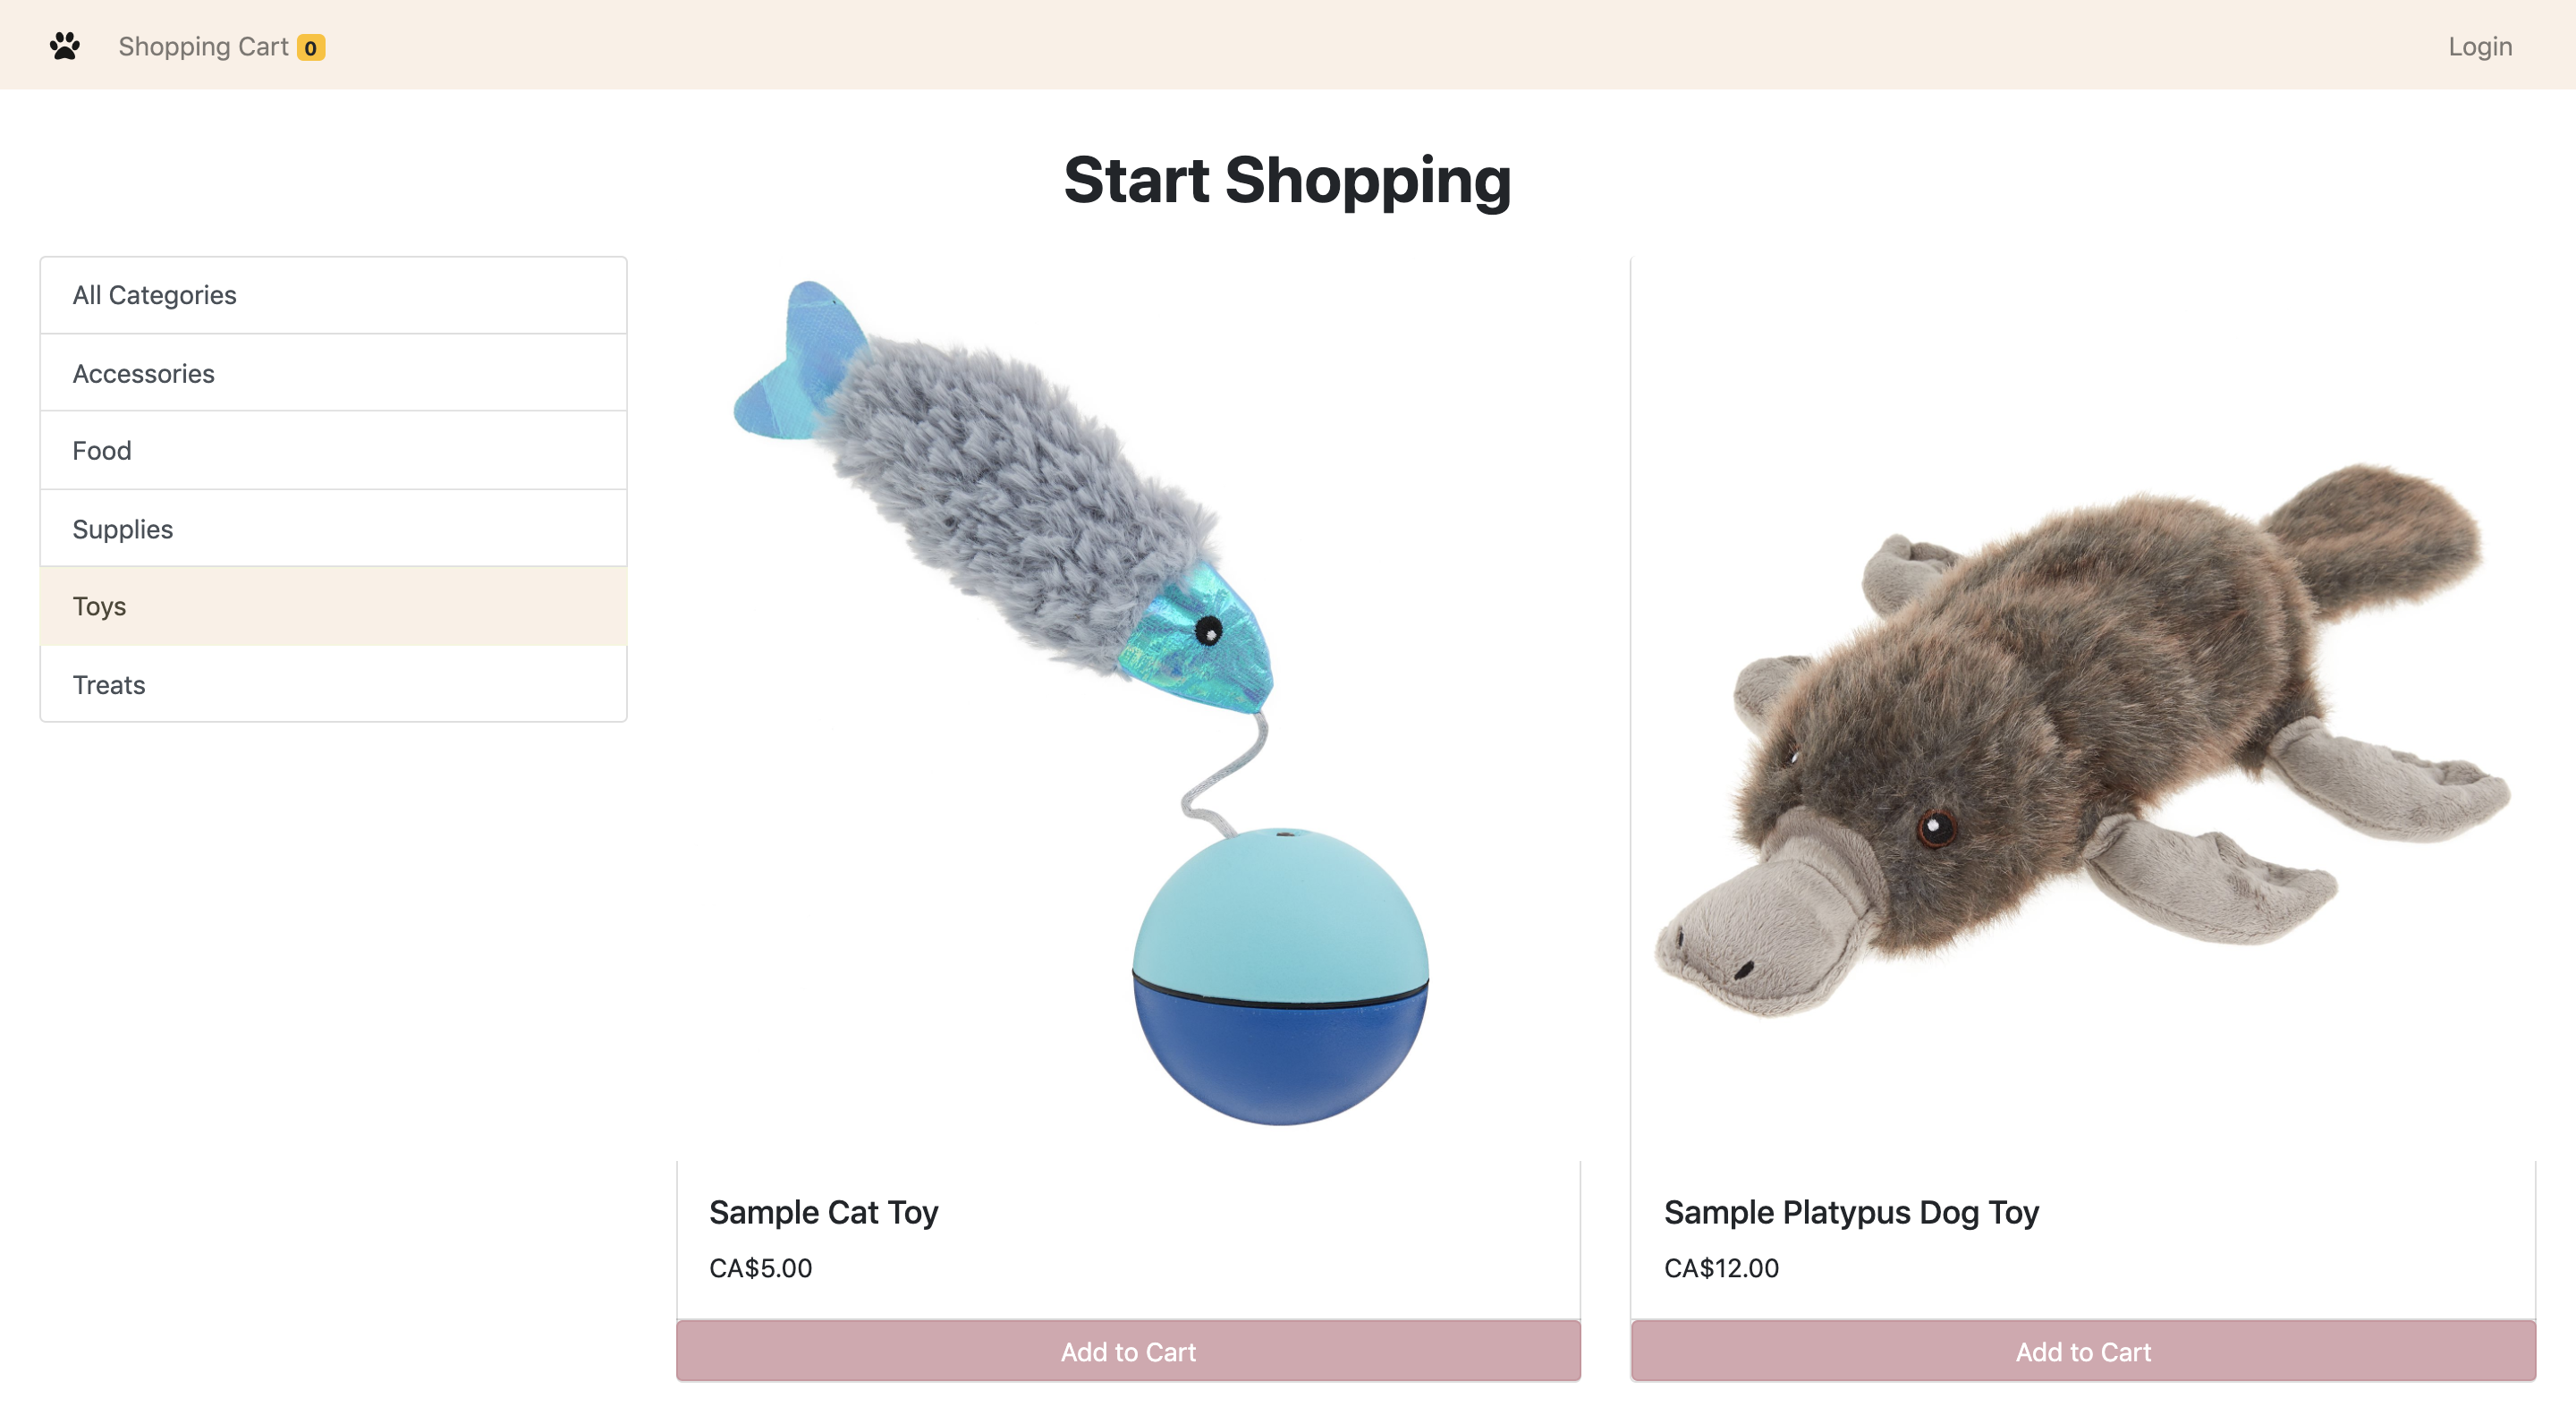 Shopping Cart 0
Login
Start Shopping
All Categories
Accessories
Food
Supplies
Toys
Treats
Sample Cat Toy
CA$5.00
Add to Cart
Sample Platypus Dog Toy
CA$12.00
Add to Cart